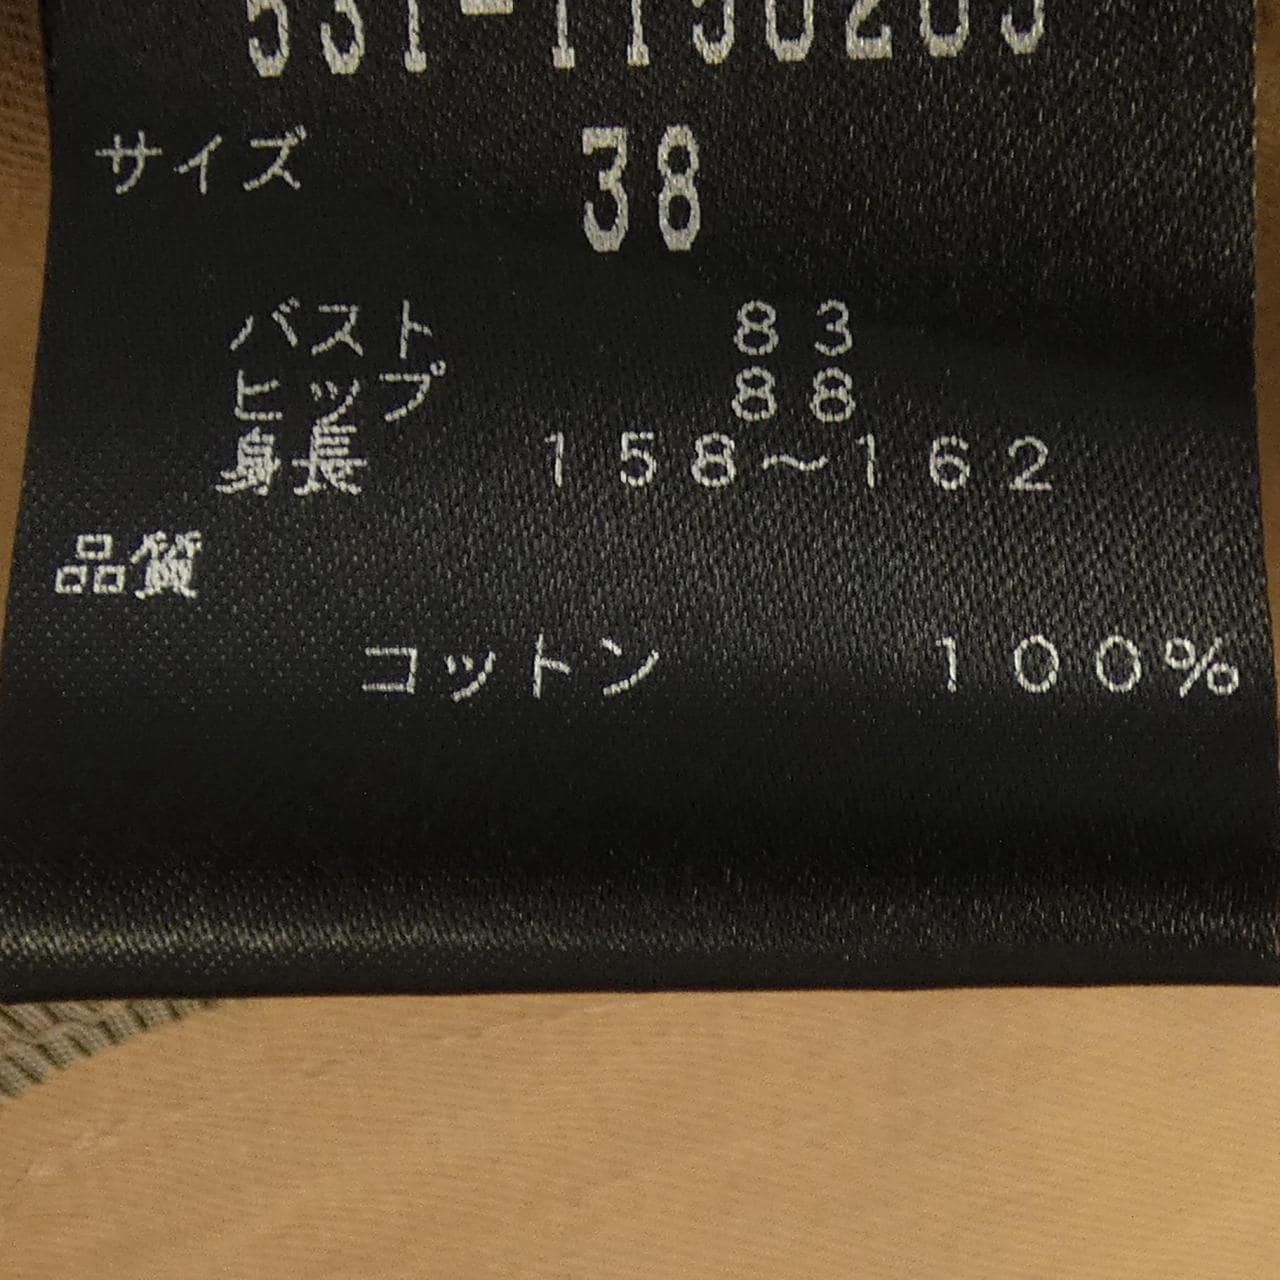 サイズ 38
バスト 83
ヒップ 88
身長 158～162
品質
コットン 100%